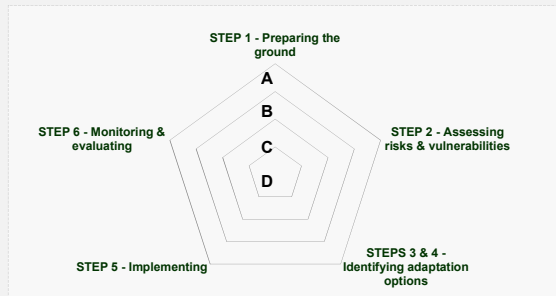 STEP 1 - Preparing the
ground
A
B
C
D
STEP 6 - Monitoring &
evaluating
STEP 2 - Assessing
risks & vulnerabilities
STEP 5 - Implementing
STEPS 3 & 4 -
Identifying adaptation
options